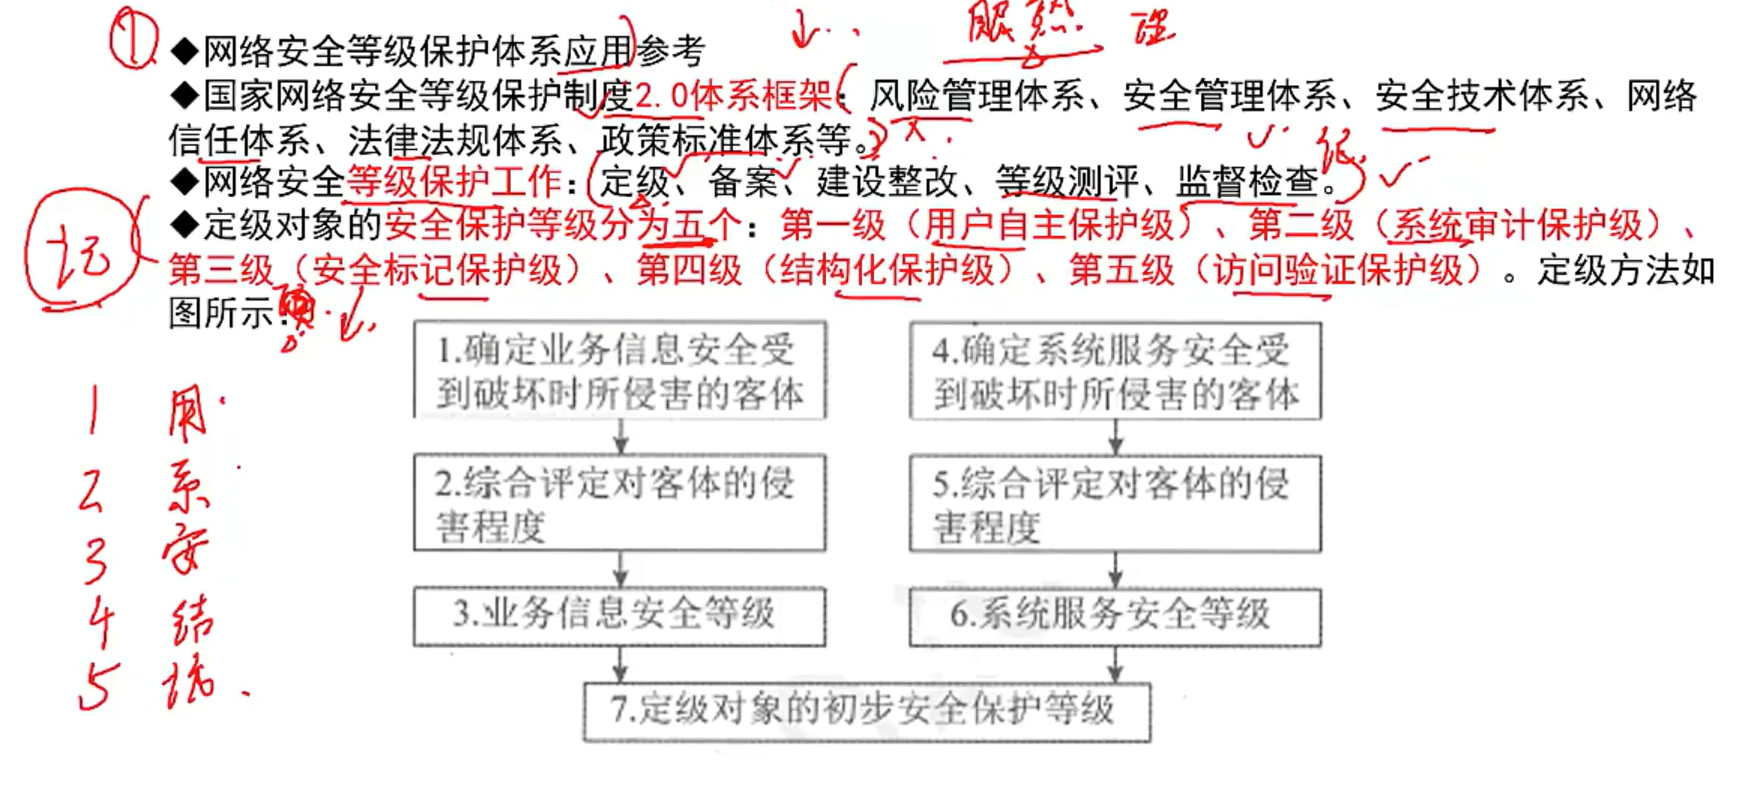 ① ◆网络安全等级保护体系应用参考
↓… 眼熟 理
◆国家网络安全等级保护制度2.0体系框架：风险管理体系、安全管理体系、安全技术体系、网络
信任体系、法律法规体系、政策标准体系等。
◆网络安全等级保护工作：定级、备案、建设整改、等级测评、监督检查。
记
◆定级对象的安全保护等级分为五个：第一级（用户自主保护级）、第二级（系统审计保护级）、
第三级（安全标记保护级）、第四级（结构化保护级）、第五级（访问验证保护级）。定级方法如
图所示：
1 用
2 系
3 安
4 结
5 访
1.确定业务信息安全受
到破坏时所侵害的客体
2.综合评定对客体的侵
害程度
3.业务信息安全等级
4.确定系统服务安全受
到破坏时所侵害的客体
5.综合评定对客体的侵
害程度
6.系统服务安全等级
7.定级对象的初步安全保护等级